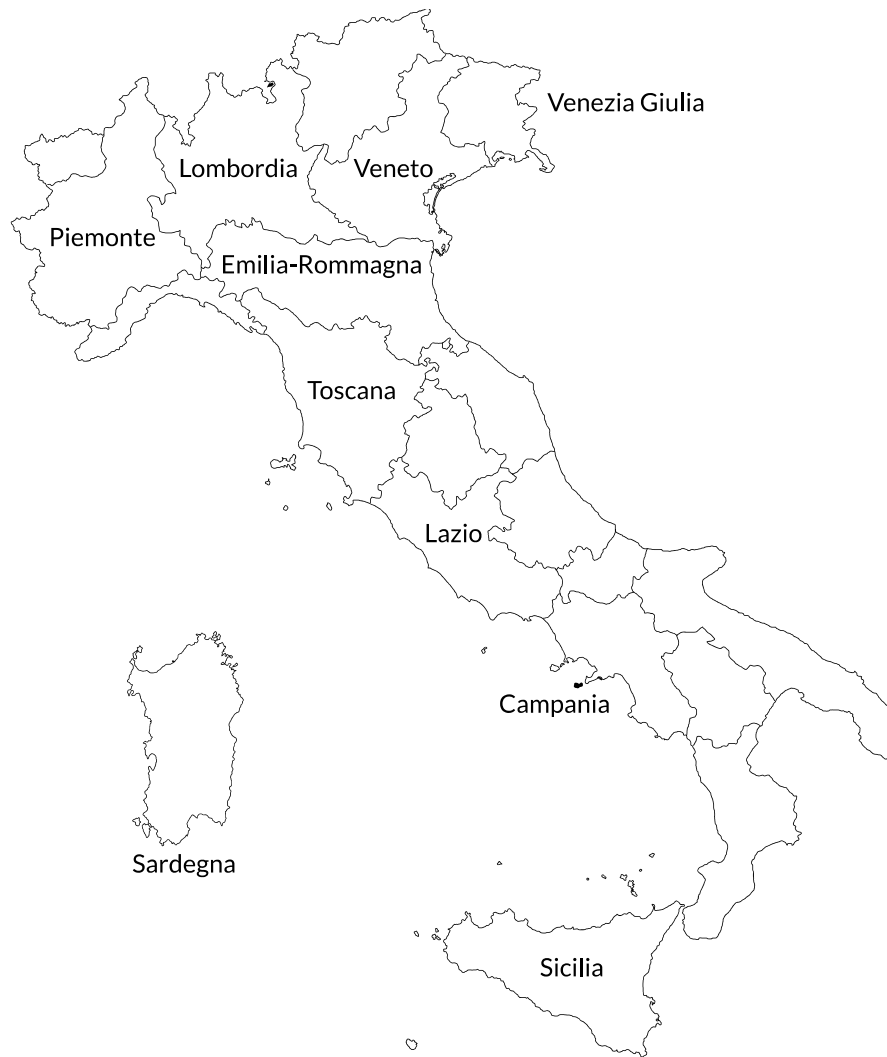 Venezia Giulia
Lombordia
Veneto
Piemonte
Emilia-Rommagna
Toscana
Lazio
Campania
Sardegna
Sicilia